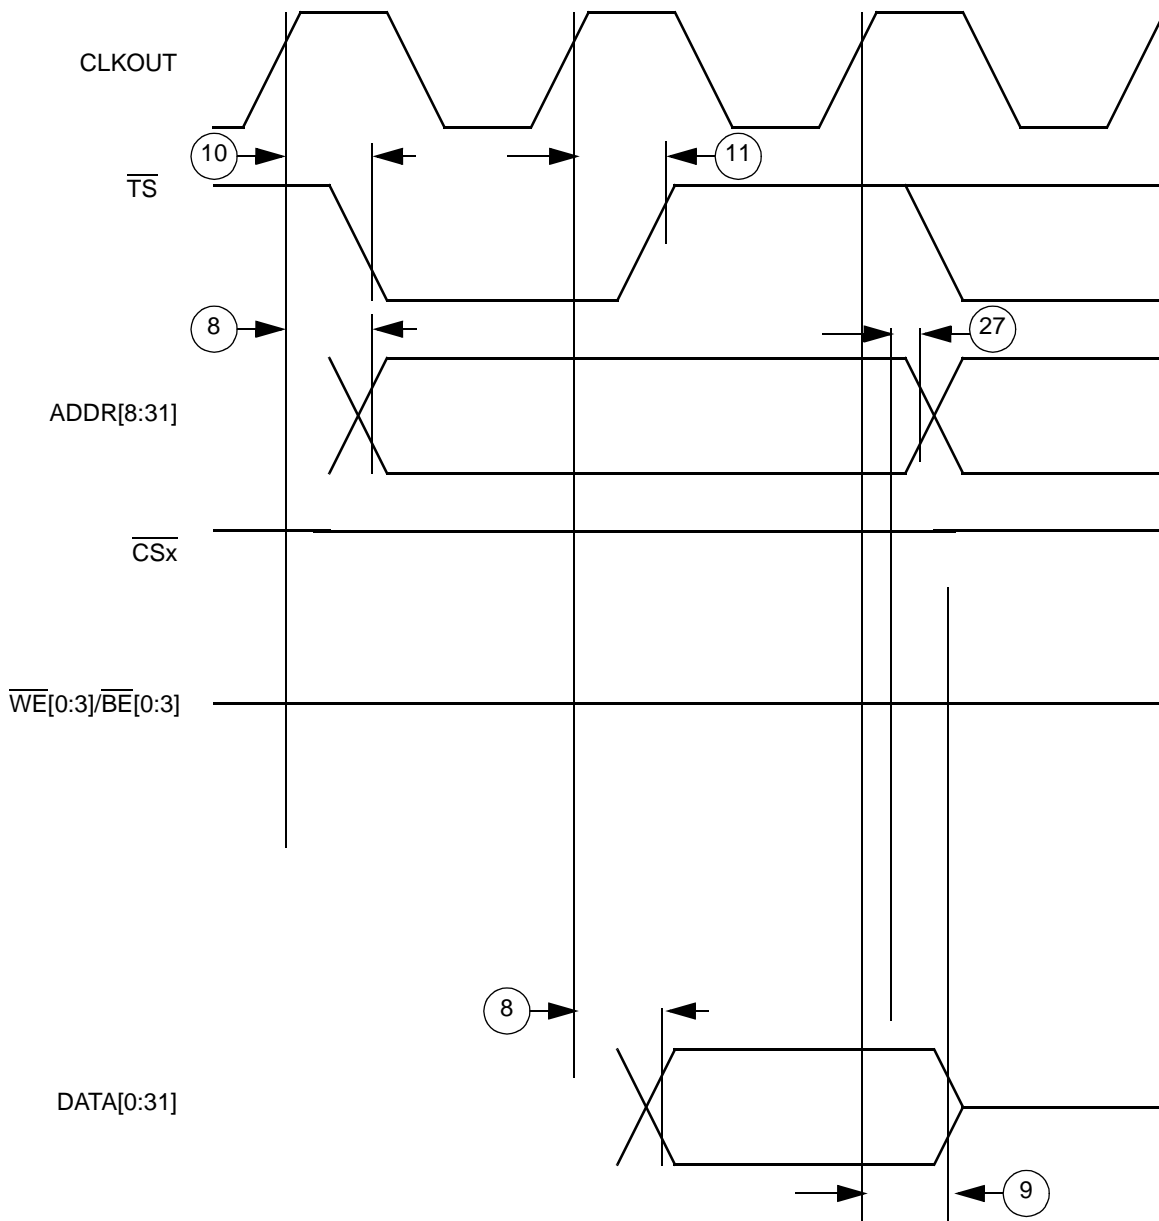 CLKOUT
10
11
TS
8
27
ADDR[8:31]
CSx
WE[0:3]/BE[0:3]
8
DATA[0:31]
9